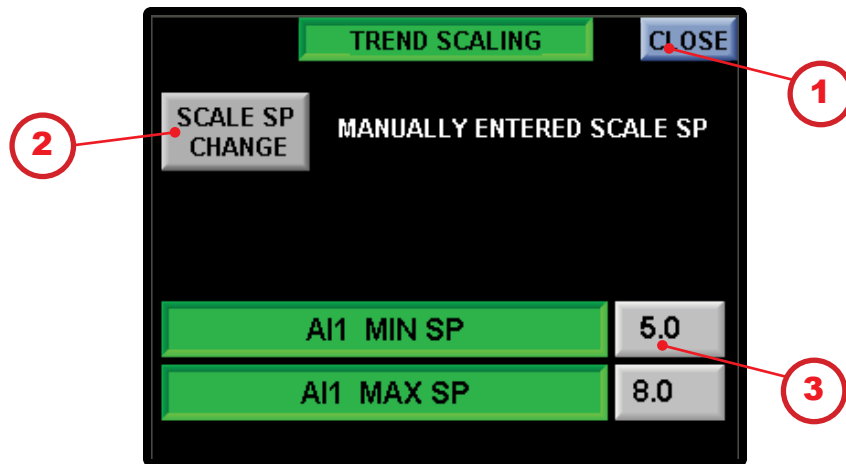 TREND SCALING
CLOSE
1
SCALE SP
CHANGE
MANUALLY ENTERED SCALE SP
2
AI1 MIN SP
5.0
AI1 MAX SP
8.0
3